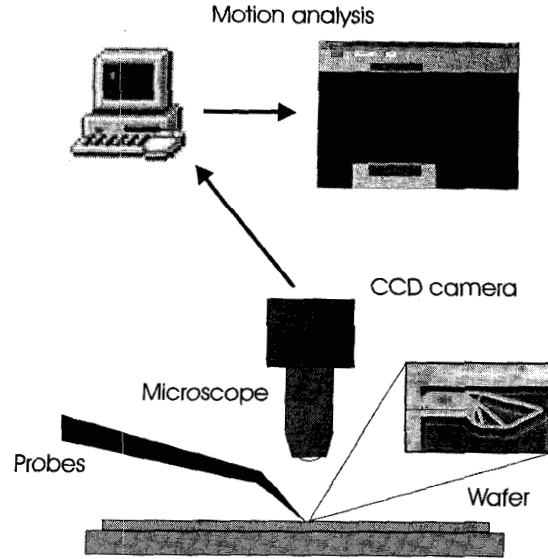 Motion analysis
CCD camera
Microscope
Probes
Wafer